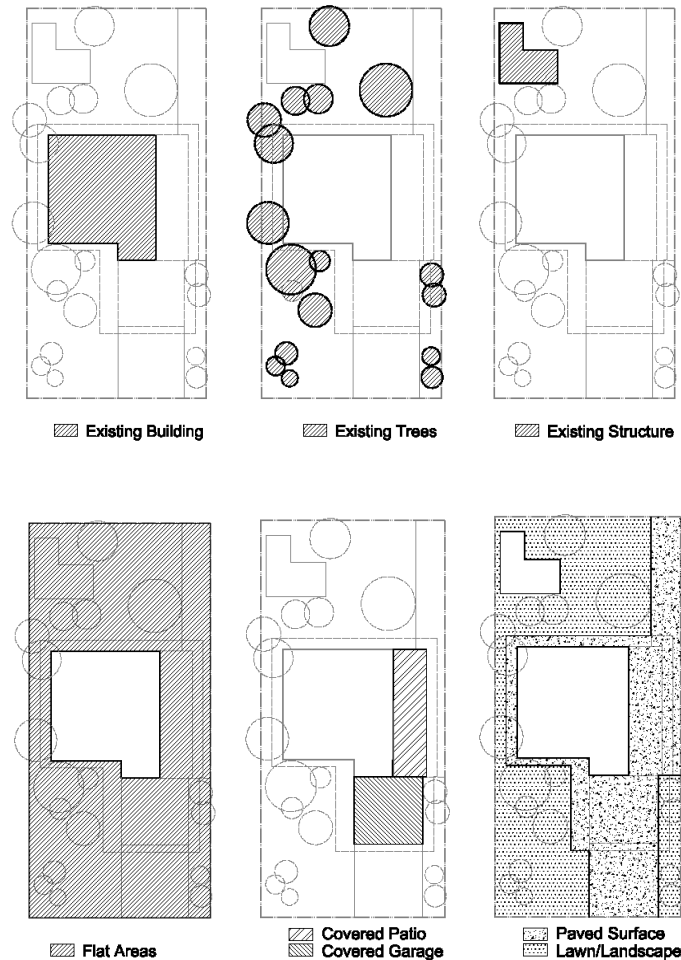 Existing Building
Existing Trees
Existing Structure
Flat Areas
Covered Patio
Covered Garage
Paved Surface
Lawn/Landscape